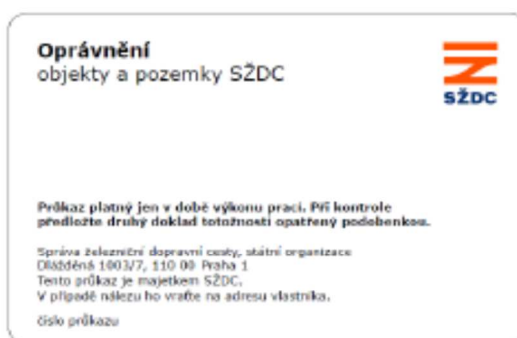 Oprávnění
objekty a pozemky SŽDC
SŽDC
Průkaz platný jen v době výkonu prací. Při kontrole
předložte druhý doklad totožnosti opatřený podobenkou.
Správa železniční dopravní cesty, státní organizace
Dlážděná 1003/7, 110 00 Praha 1
Tento průkaz je majetkem SŽDC.
V případě nálezu ho vraťte na adresu vlastníka.
číslo průkazu